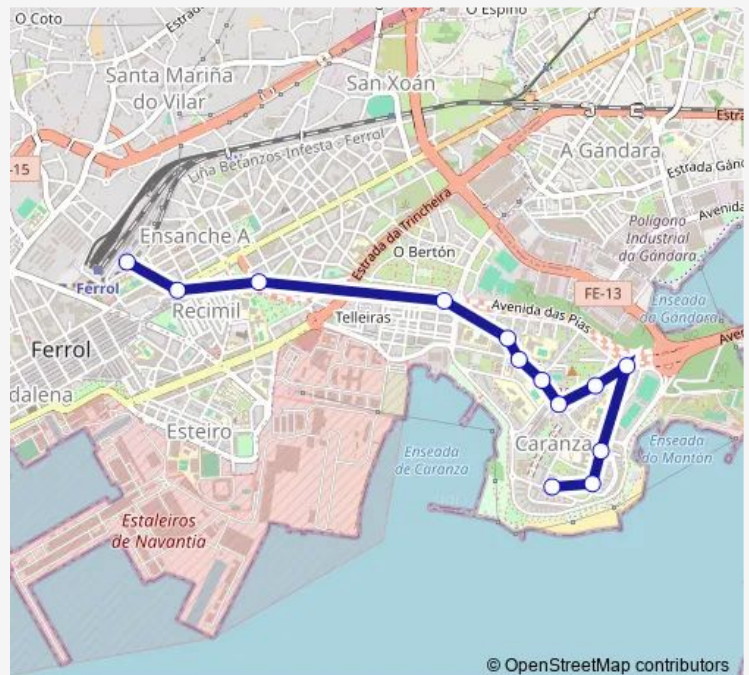 O Coto
Estrad
O Espiño
Santa Mariña
do Vilar
San Xoán
Estra
Liña Betanzos-Infesta - Ferrol
A Gándara
-15
Estrada Gánd
Avenida
Estrada da Trincheira
Polígono
Industrial
da Gándara
Ensanche A
O Bertón
Ferrol
Recimil
FE-13
Enseada
da Gándara
Avenida das Pías
Telleiras
Ave
Ferrol
dalena
Esteiro
Caranza
Enseada
de Caranza
Enseada
do Montón
Estaleiros
de Navantia
© OpenStreetMap contributors